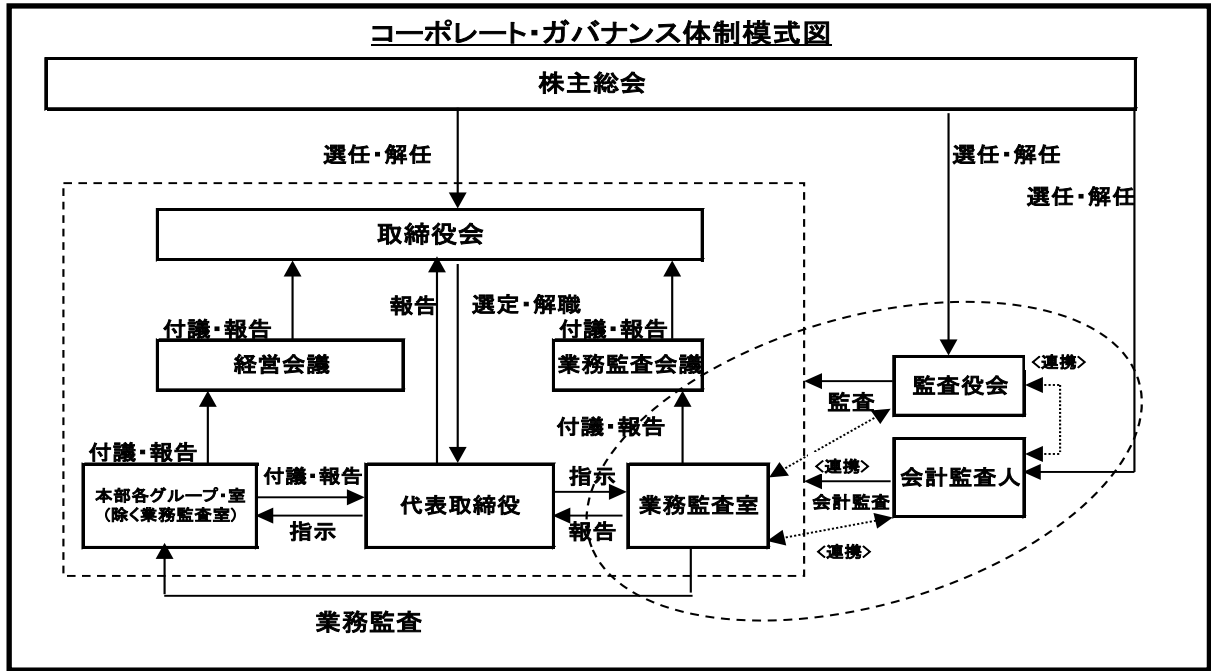 コーポレート・ガバナンス体制模式図
株主総会
選任・解任
選任・解任
選任・解任
取締役会
報告
選定・解職
付議・報告
付議・報告
経営会議
業務監査会議
監査役会
<連携>
監査
付議・報告
付議・報告
本部各グループ・室
(除く業務監査室)
付議・報告
指示
代表取締役
指示
報告
業務監査室
<連携>
会計監査
会計監査人
<連携>
業務監査